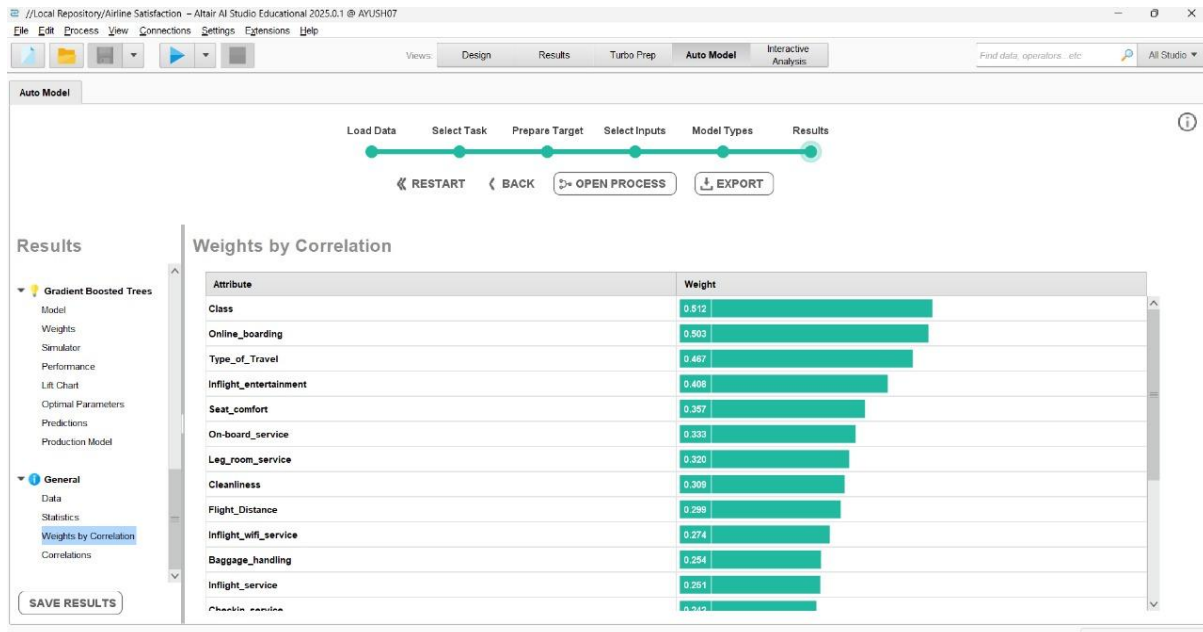 //Local Repository/Airline Satisfaction – Altair AI Studio Educational 2025.0.1 @ AYUSH07
File Edit Process View Connections Settings Extensions Help
Views: Design Results Turbo Prep Auto Model Interactive Analysis
Find data, operators...etc All Studio
Auto Model
Load Data Select Task Prepare Target Select Inputs Model Types Results
RESTART BACK OPEN PROCESS EXPORT
Results
Gradient Boosted Trees
Model
Weights
Simulator
Performance
Lift Chart
Optimal Parameters
Predictions
Production Model
General
Data
Statistics
Weights by Correlation
Correlations
SAVE RESULTS
Weights by Correlation
Attribute Weight
Class 0.512
Online_boarding 0.503
Type_of_Travel 0.467
Inflight_entertainment 0.408
Seat_comfort 0.357
On-board_service 0.333
Leg_room_service 0.320
Cleanliness 0.309
Flight_Distance 0.299
Inflight_wifi_service 0.274
Baggage_handling 0.254
Inflight_service 0.251
Checkin_service 0.242